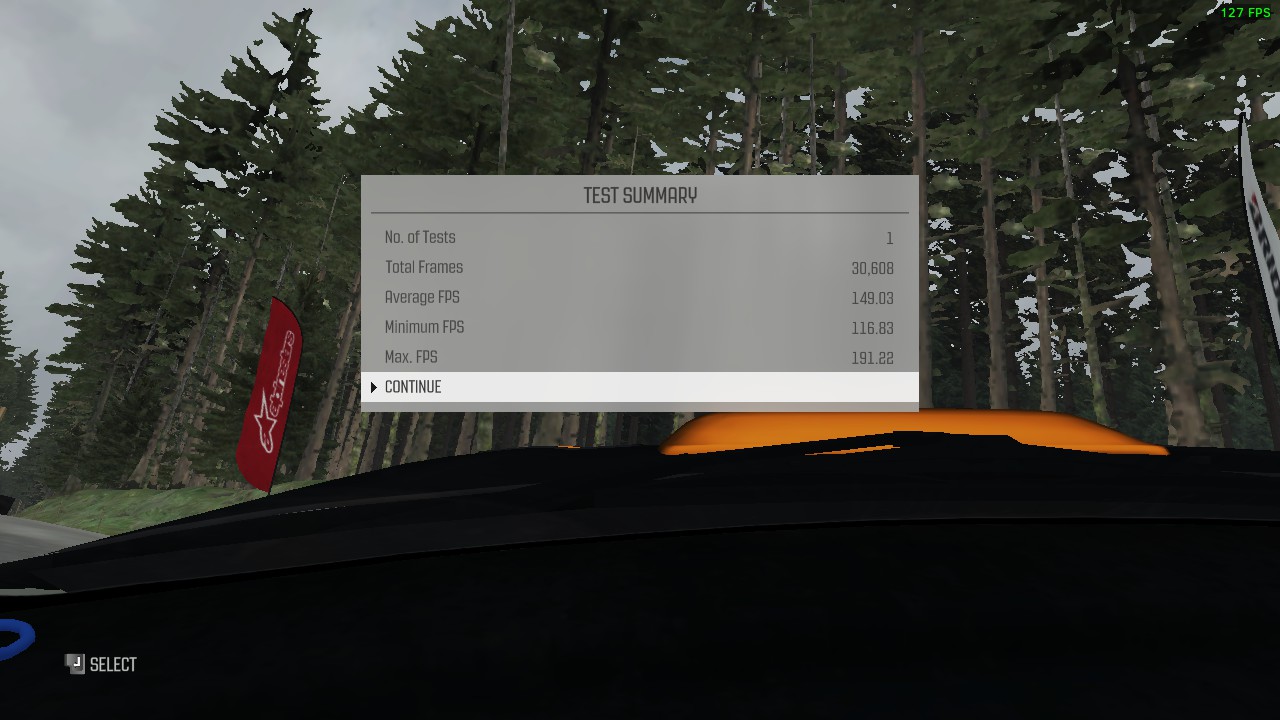 127 FPS
TEST SUMMARY
No. of Tests 1
Total Frames 30,608
Average FPS 149.03
Minimum FPS 116.83
Max. FPS 191.22
CONTINUE
alpinestars
SELECT